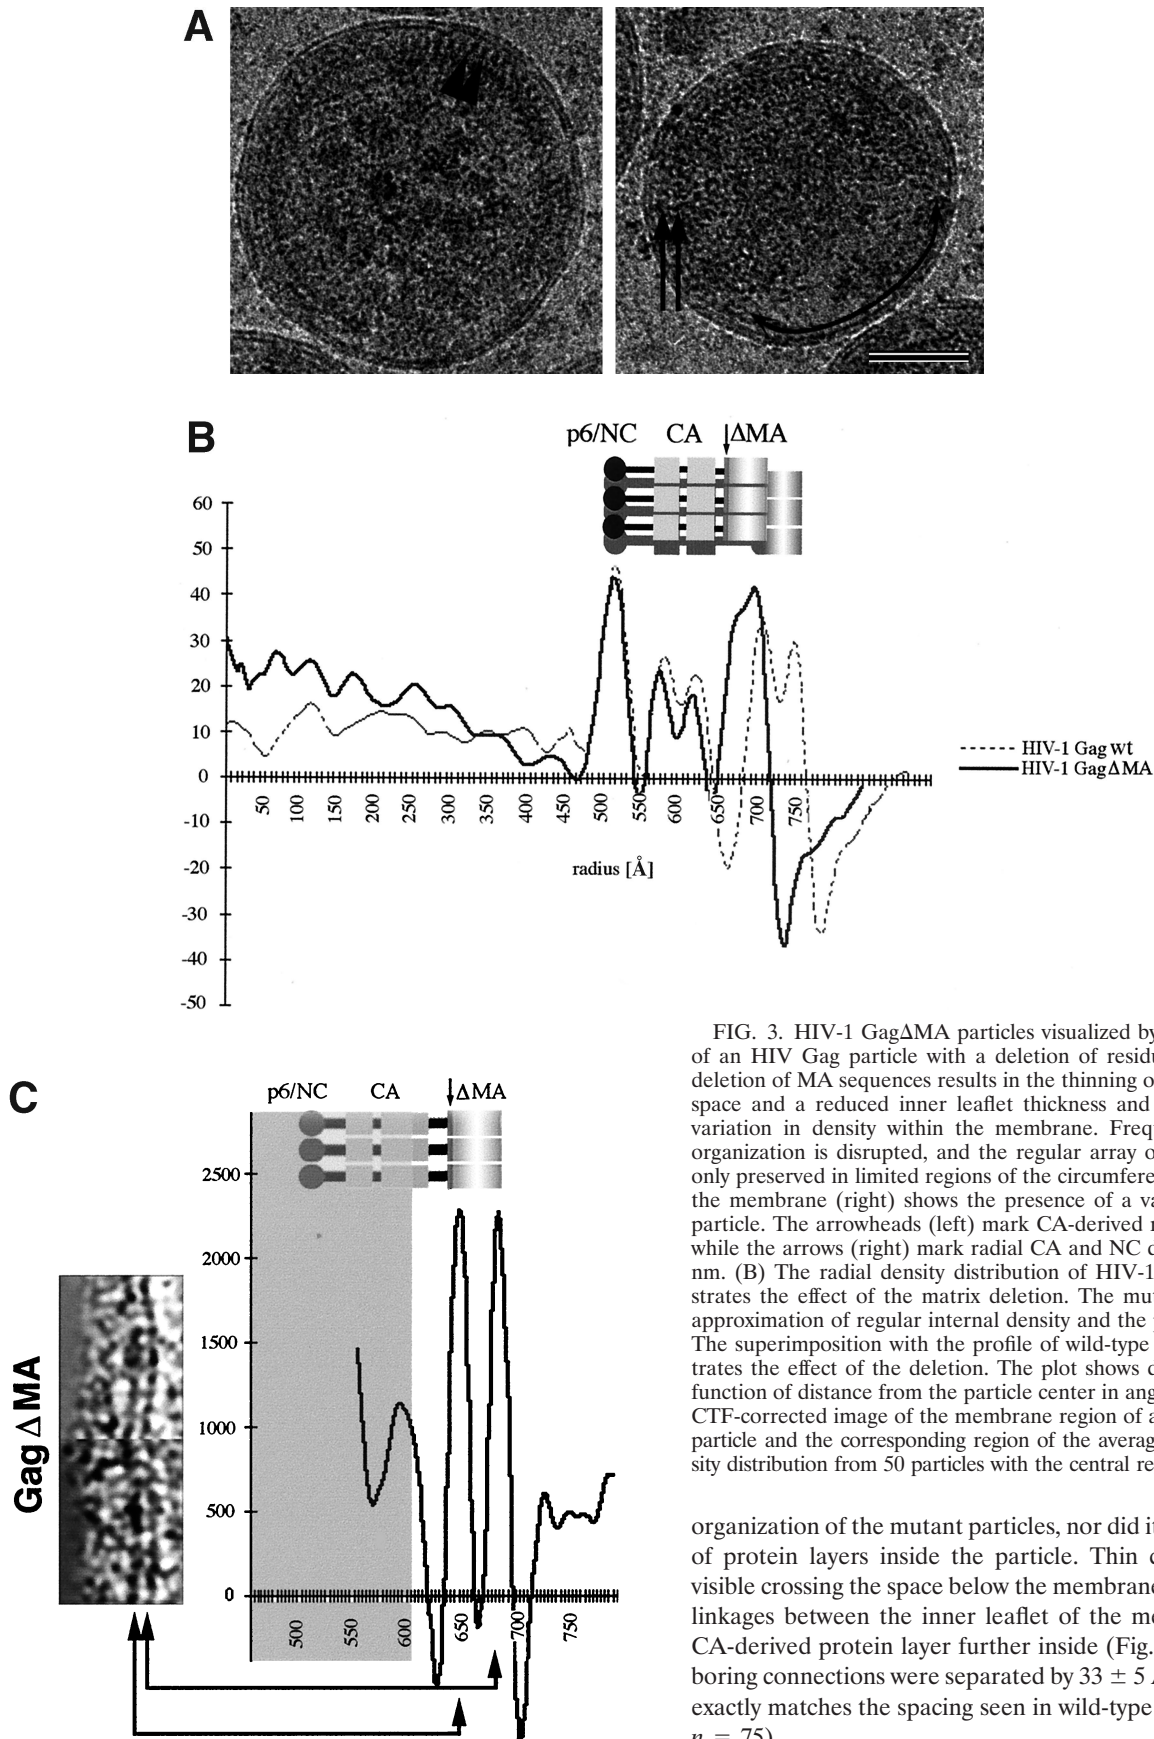 A
B
p6/NC CA ΔMA
60
50
40
30
20
10
0
-10
-20
-30
-40
-50
50 100 150 200 250 300 350 400 450 500 550 600 650 700 750
radius [Å]
HIV-1 Gag wt
HIV-1 GagΔMA
C
p6/NC CA ΔMA
2500
2000
1500
1000
500
0
500 550 600 650 700 750
Gag Δ MA
FIG. 3. HIV-1 GagΔMA particles visualized by
of an HIV Gag particle with a deletion of residu
deletion of MA sequences results in the thinning o
space and a reduced inner leaflet thickness and
variation in density within the membrane. Freq
organization is disrupted, and the regular array o
only preserved in limited regions of the circumfere
the membrane (right) shows the presence of a va
particle. The arrowheads (left) mark CA-derived r
while the arrows (right) mark radial CA and NC d
nm. (B) The radial density distribution of HIV-1
strates the effect of the matrix deletion. The mut
approximation of regular internal density and the
The superimposition with the profile of wild-type
trates the effect of the deletion. The plot shows d
function of distance from the particle center in ang
CTF-corrected image of the membrane region of a
particle and the corresponding region of the averag
sity distribution from 50 particles with the central re
organization of the mutant particles, nor did it
of protein layers inside the particle. Thin c
visible crossing the space below the membrane
linkages between the inner leaflet of the me
CA-derived protein layer further inside (Fig.
boring connections were separated by 33 ± 5
exactly matches the spacing seen in wild-type
n = 75)